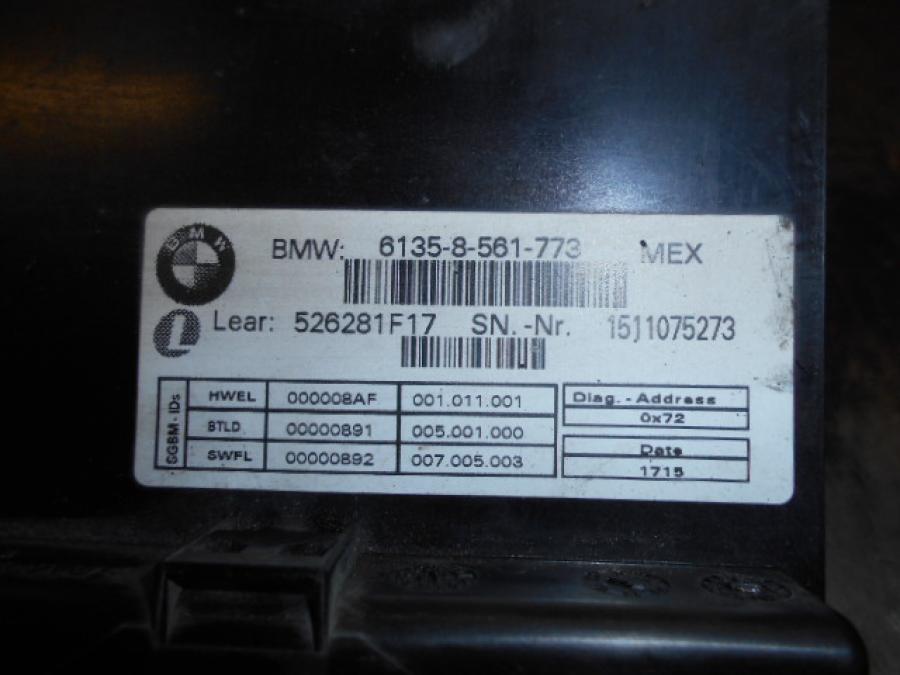 BMW
BMW: 6135-8-561-773 MEX
Lear: 526281F17 SN.-Nr. 15J1075273
SGBM-IDs
HWEL 000008AF 001.011.001
BTLD 00000891 005.001.000
SWFL 00000892 007.005.003
Diag.-Address
0x72
Date
1715